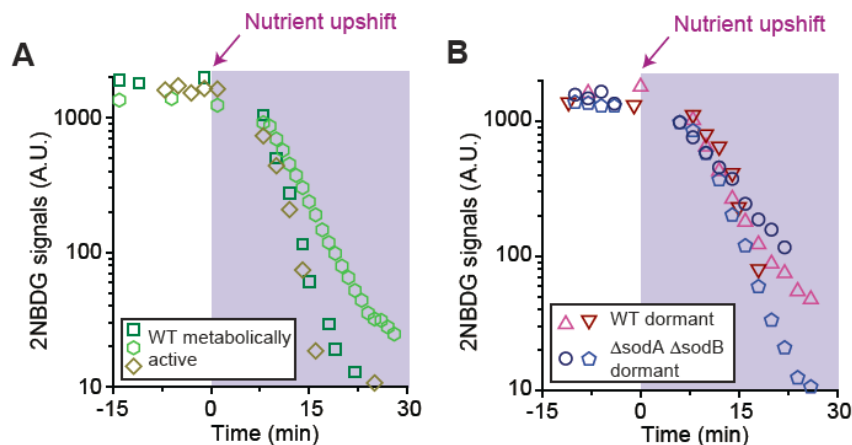 A
Nutrient upshift
2NBDG signals (A.U.)
1000
100
10
WT metabolically
active
-15
0
15
30
Time (min)
B
Nutrient upshift
2NBDG signals (A.U.)
1000
100
10
WT dormant
ΔsodA ΔsodB
dormant
-15
0
15
30
Time (min)